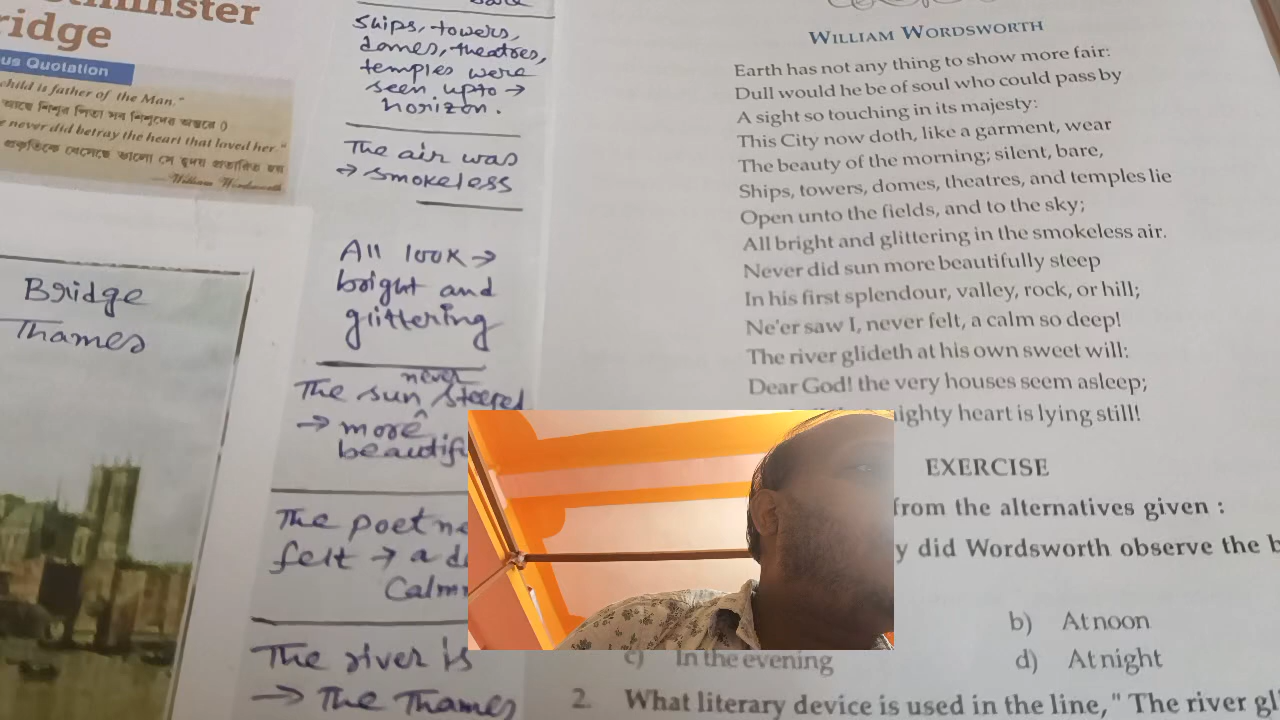 ridge
us Quotation
child is father of the Man."
never did betray the heart that loved her."
—William Wordsworth
Bridge
Thames
Ships, towers,
domes, theatres,
temples were
seen upto →
horizon.
The air was
→ smokeless
All look →
bright and
glittering
never
The sun steeped
→ more
The poet
felt → a
The river is
→ The Thames
WILLIAM WORDSWORTH
Earth has not any thing to show more fair:
Dull would he be of soul who could pass by
A sight so touching in its majesty:
This City now doth, like a garment, wear
The beauty of the morning; silent, bare,
Ships, towers, domes, theatres, and temples lie
Open unto the fields, and to the sky;
All bright and glittering in the smokeless air.
Never did sun more beautifully steep
In his first splendour, valley, rock, or hill;
Ne'er saw I, never felt, a calm so deep!
The river glideth at his own sweet will:
Dear God! the very houses seem asleep;
ighty heart is lying still!
EXERCISE
from the alternatives given :
y did Wordsworth observe the b
b) At noon
c) In the evening
d) At night
2. What literary device is used in the line, " The river gl